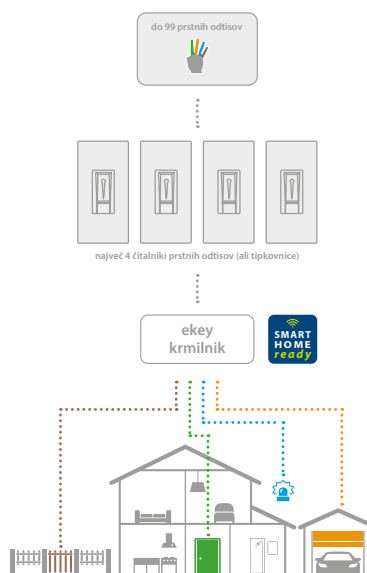 do 99 prstnih odtisov
največ 4 čitalniki prstnih odtisov (ali tipkovnice)
ekey
krmilnik
SMART
HOME
ready